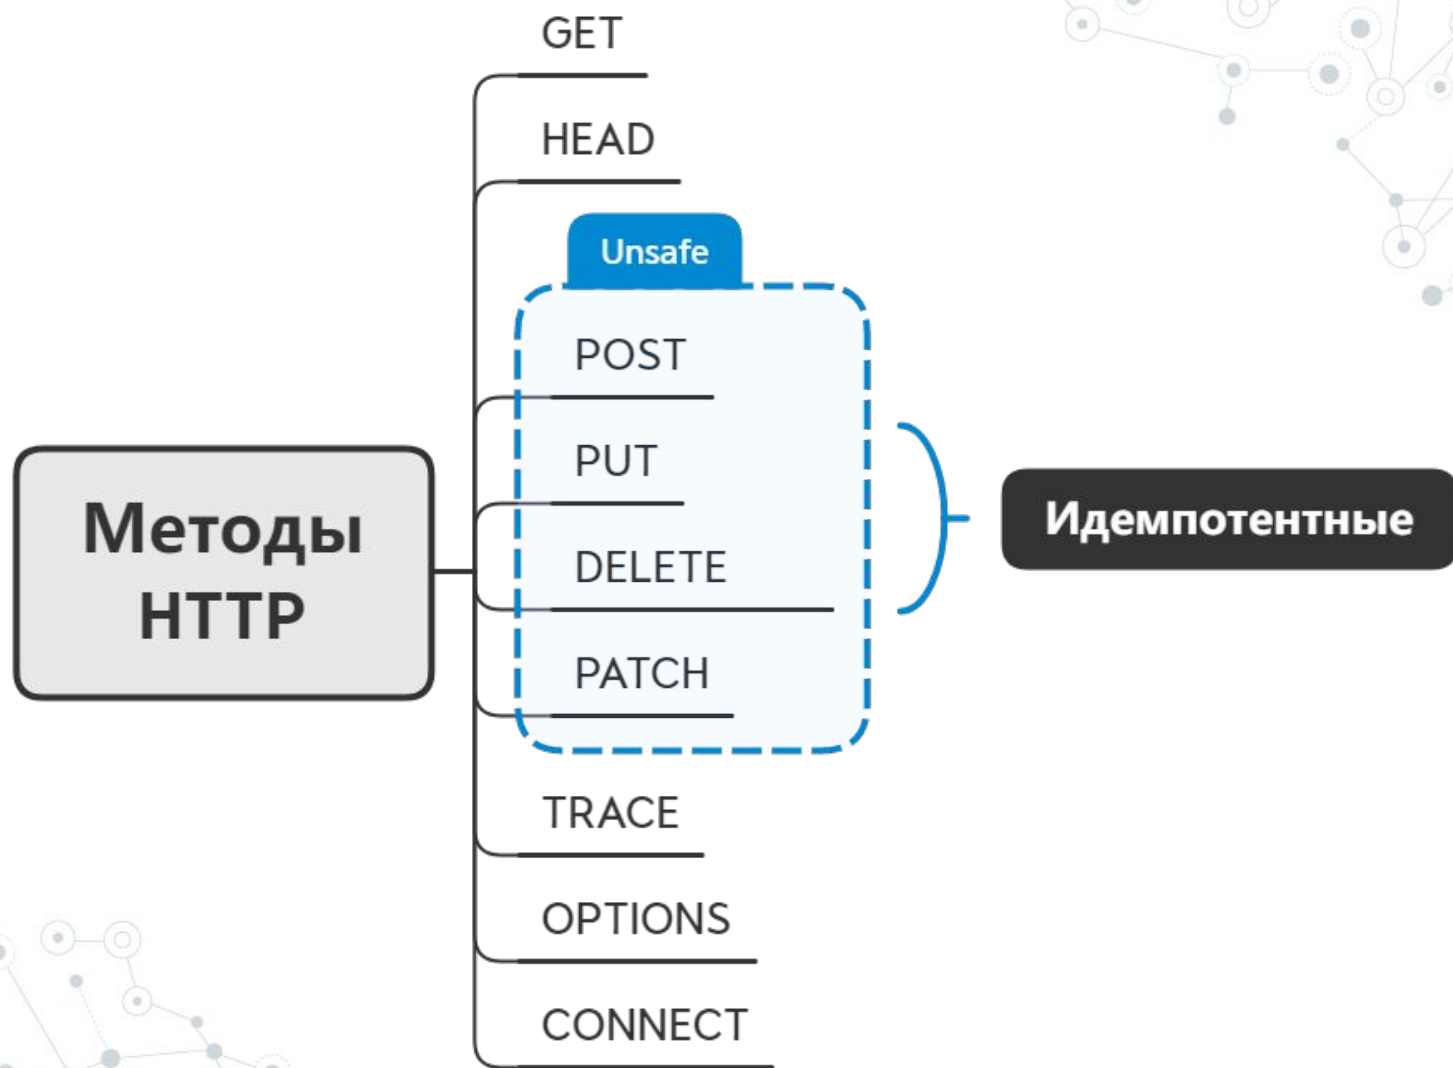 GET
HEAD
Unsafe
POST
PUT
DELETE
PATCH
TRACE
OPTIONS
CONNECT
Методы
HTTP
Идемпотентные